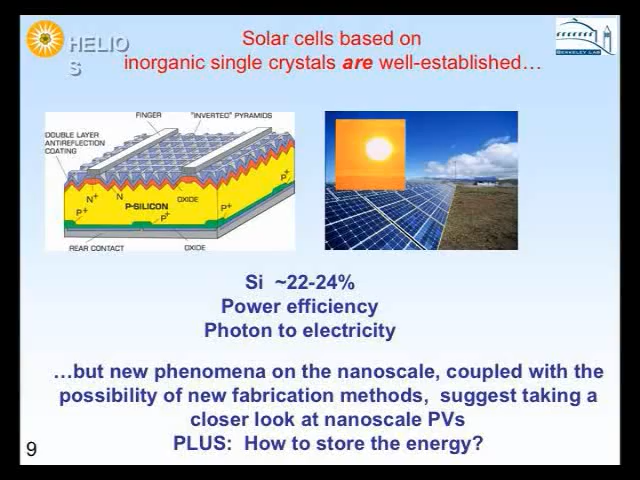 HELIO
S
Solar cells based on
inorganic single crystals are well-established…
BERKELEY LAB
FINGER
"INVERTED" PYRAMIDS
DOUBLE LAYER
ANTIREFLECTION
COATING
N+
N
OXIDE
P+
P-SILICON
P+
P+
P+
REAR CONTACT
OXIDE
Si ~22-24%
Power efficiency
Photon to electricity
…but new phenomena on the nanoscale, coupled with the
possibility of new fabrication methods, suggest taking a
closer look at nanoscale PVs
PLUS: How to store the energy?
9